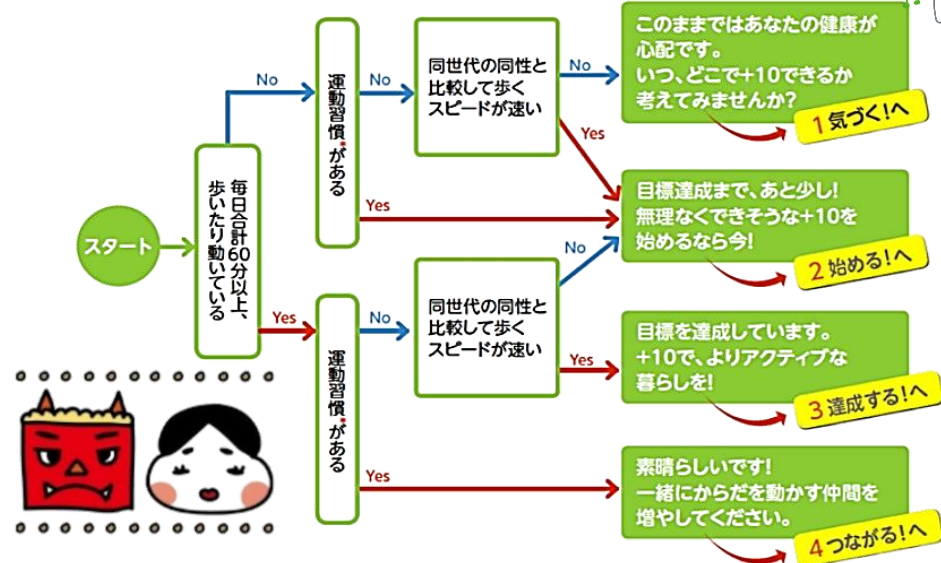 スタート
毎日合計60分以上、
歩いたり動いている
No
運動習慣*がある
No
同世代の同性と
比較して歩く
スピードが速い
No
このままではあなたの健康が
心配です。
いつ、どこで+10できるか
考えてみませんか?
1気づく!へ
Yes
Yes
目標達成まで、あと少し!
無理なくできそうな+10を
始めるなら今!
2始める!へ
Yes
運動習慣*がある
No
同世代の同性と
比較して歩く
スピードが速い
No
Yes
目標を達成しています。
+10で、よりアクティブな
暮らしを!
3達成する!へ
Yes
素晴らしいです!
一緒にからだを動かす仲間を
増やしてください。
4つながる!へ